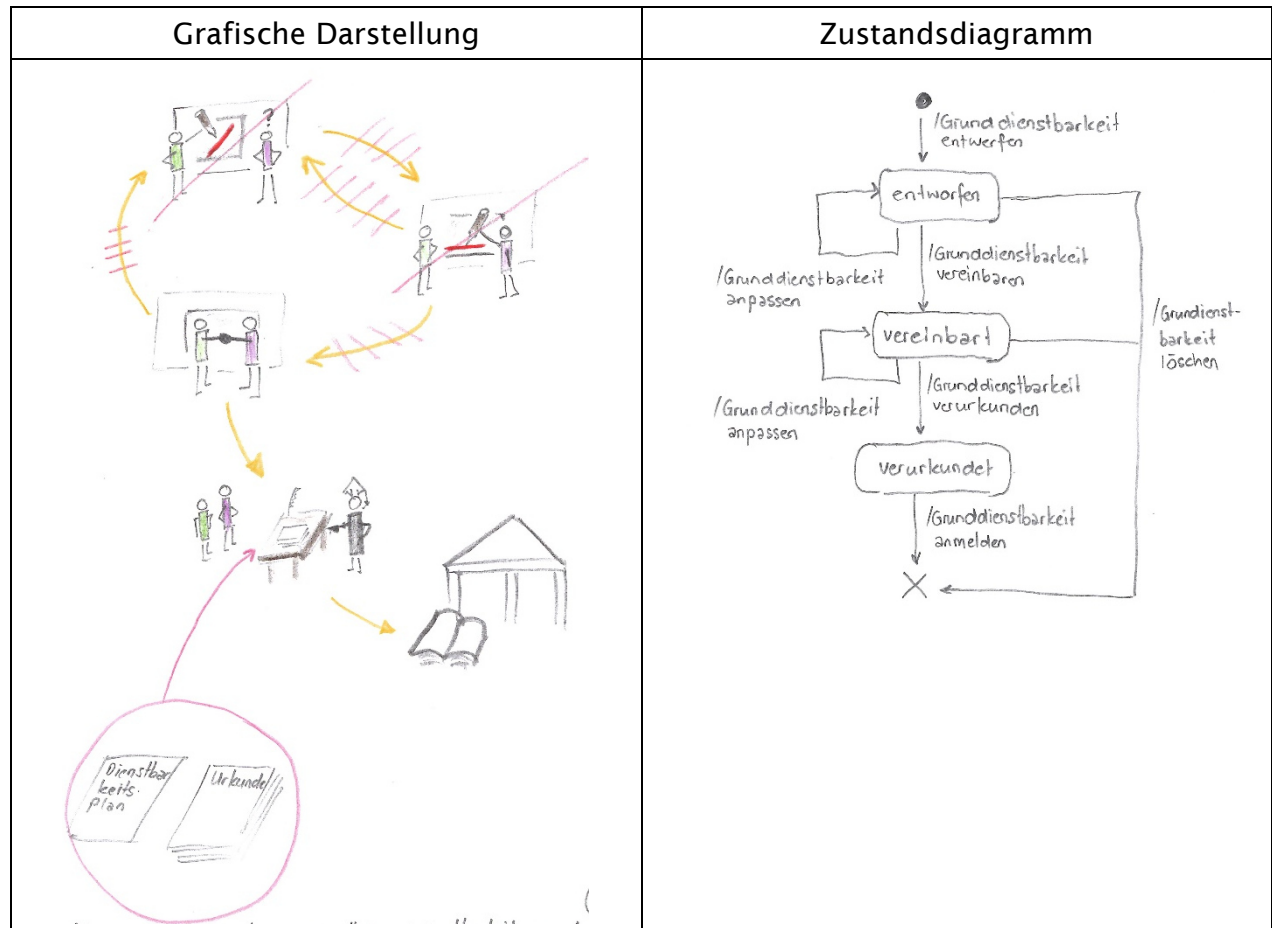 Grafische Darstellung
Zustandsdiagramm
?
Dienstbar
keits-
plan
Urkunde
/Grunddienstbarkeit
entwerfen
entworfen
/Grunddienstbarkeit
vereinbaren
/Grunddienstbarkeit
anpassen
/Grundienst-
barkeit
löschen
vereinbart
/Grunddienstbarkeit
verurkunden
/Grunddienstbarkeit
anpassen
verurkundet
/Grunddienstbarkeit
anmelden